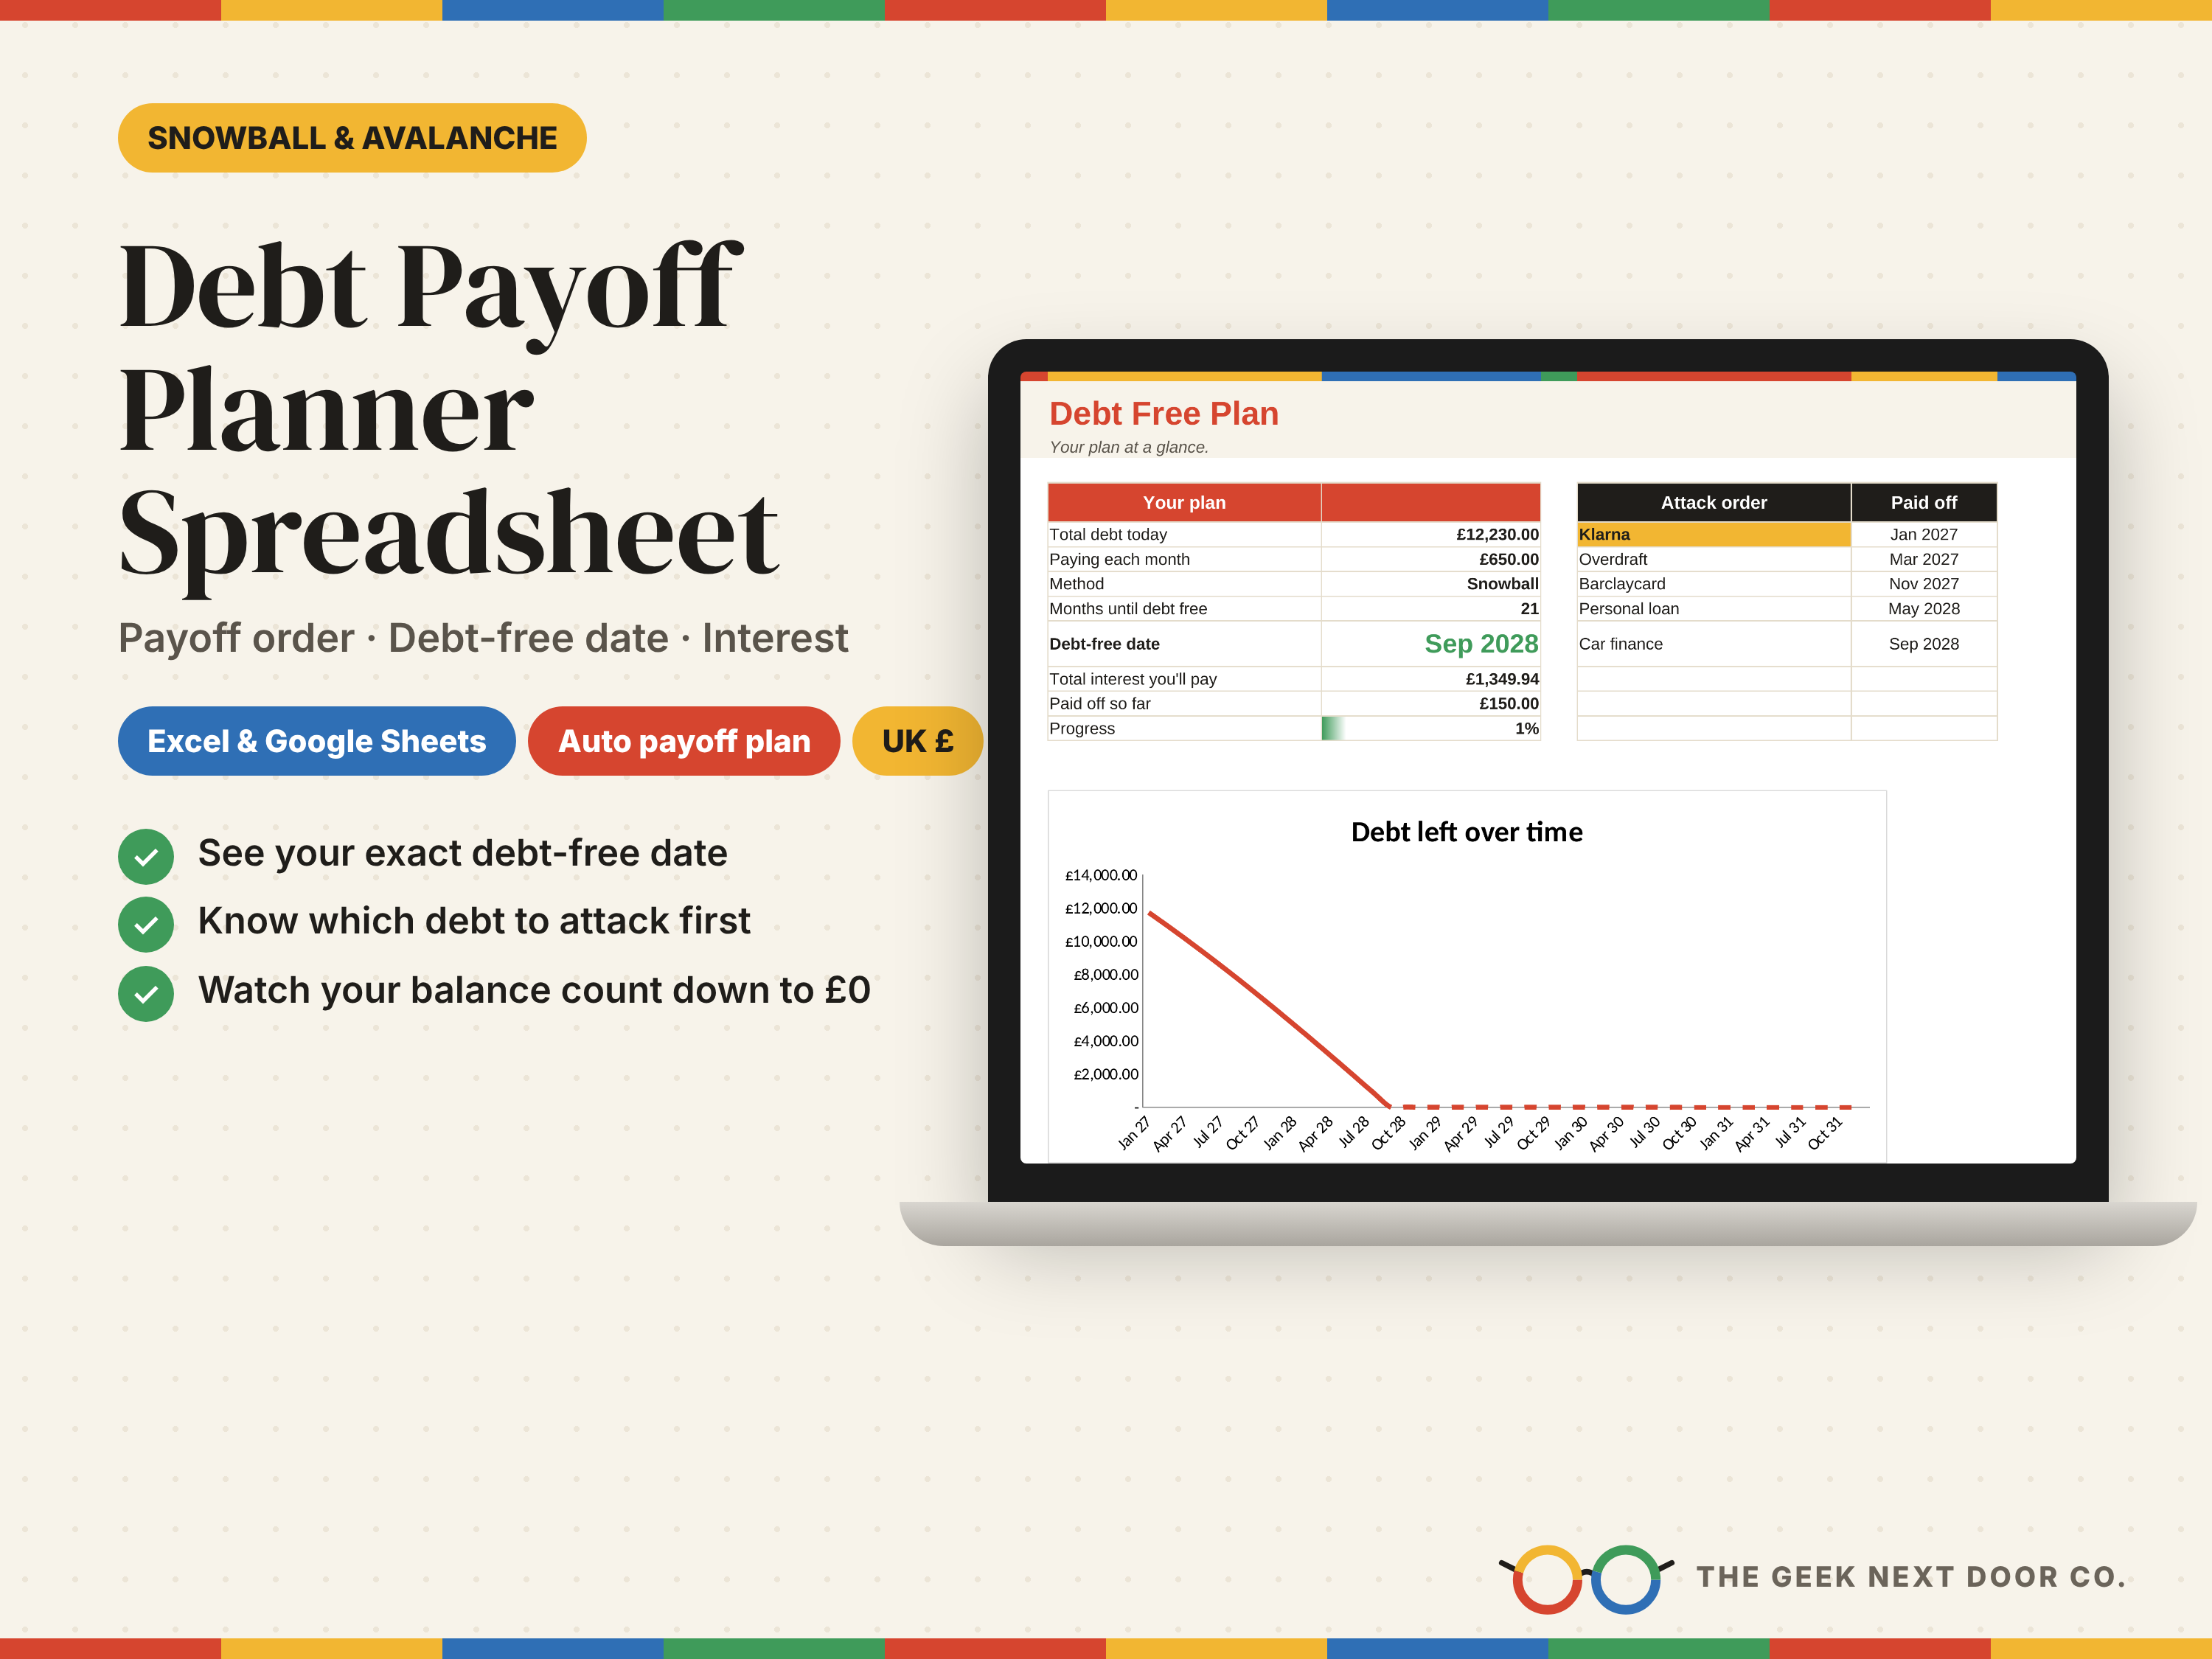 SNOWBALL & AVALANCHE
Debt Payoff
Planner
Spreadsheet
Payoff order · Debt-free date · Interest
Excel & Google Sheets
Auto payoff plan
UK £
See your exact debt-free date
Know which debt to attack first
Watch your balance count down to £0
Debt Free Plan
Your plan at a glance.
Your plan
Total debt today £12,230.00
Paying each month £650.00
Method Snowball
Months until debt free 21
Debt-free date Sep 2028
Total interest you'll pay £1,349.94
Paid off so far £150.00
Progress 1%
Attack order Paid off
Klarna Jan 2027
Overdraft Mar 2027
Barclaycard Nov 2027
Personal loan May 2028
Car finance Sep 2028
Debt left over time
£14,000.00
£12,000.00
£10,000.00
£8,000.00
£6,000.00
£4,000.00
£2,000.00
-
Jan 27 Apr 27 Jul 27 Oct 27 Jan 28 Apr 28 Jul 28 Oct 28 Jan 29 Apr 29 Jul 29 Oct 29 Jan 30 Apr 30 Jul 30 Oct 30 Jan 31 Apr 31 Jul 31 Oct 31
THE GEEK NEXT DOOR CO.